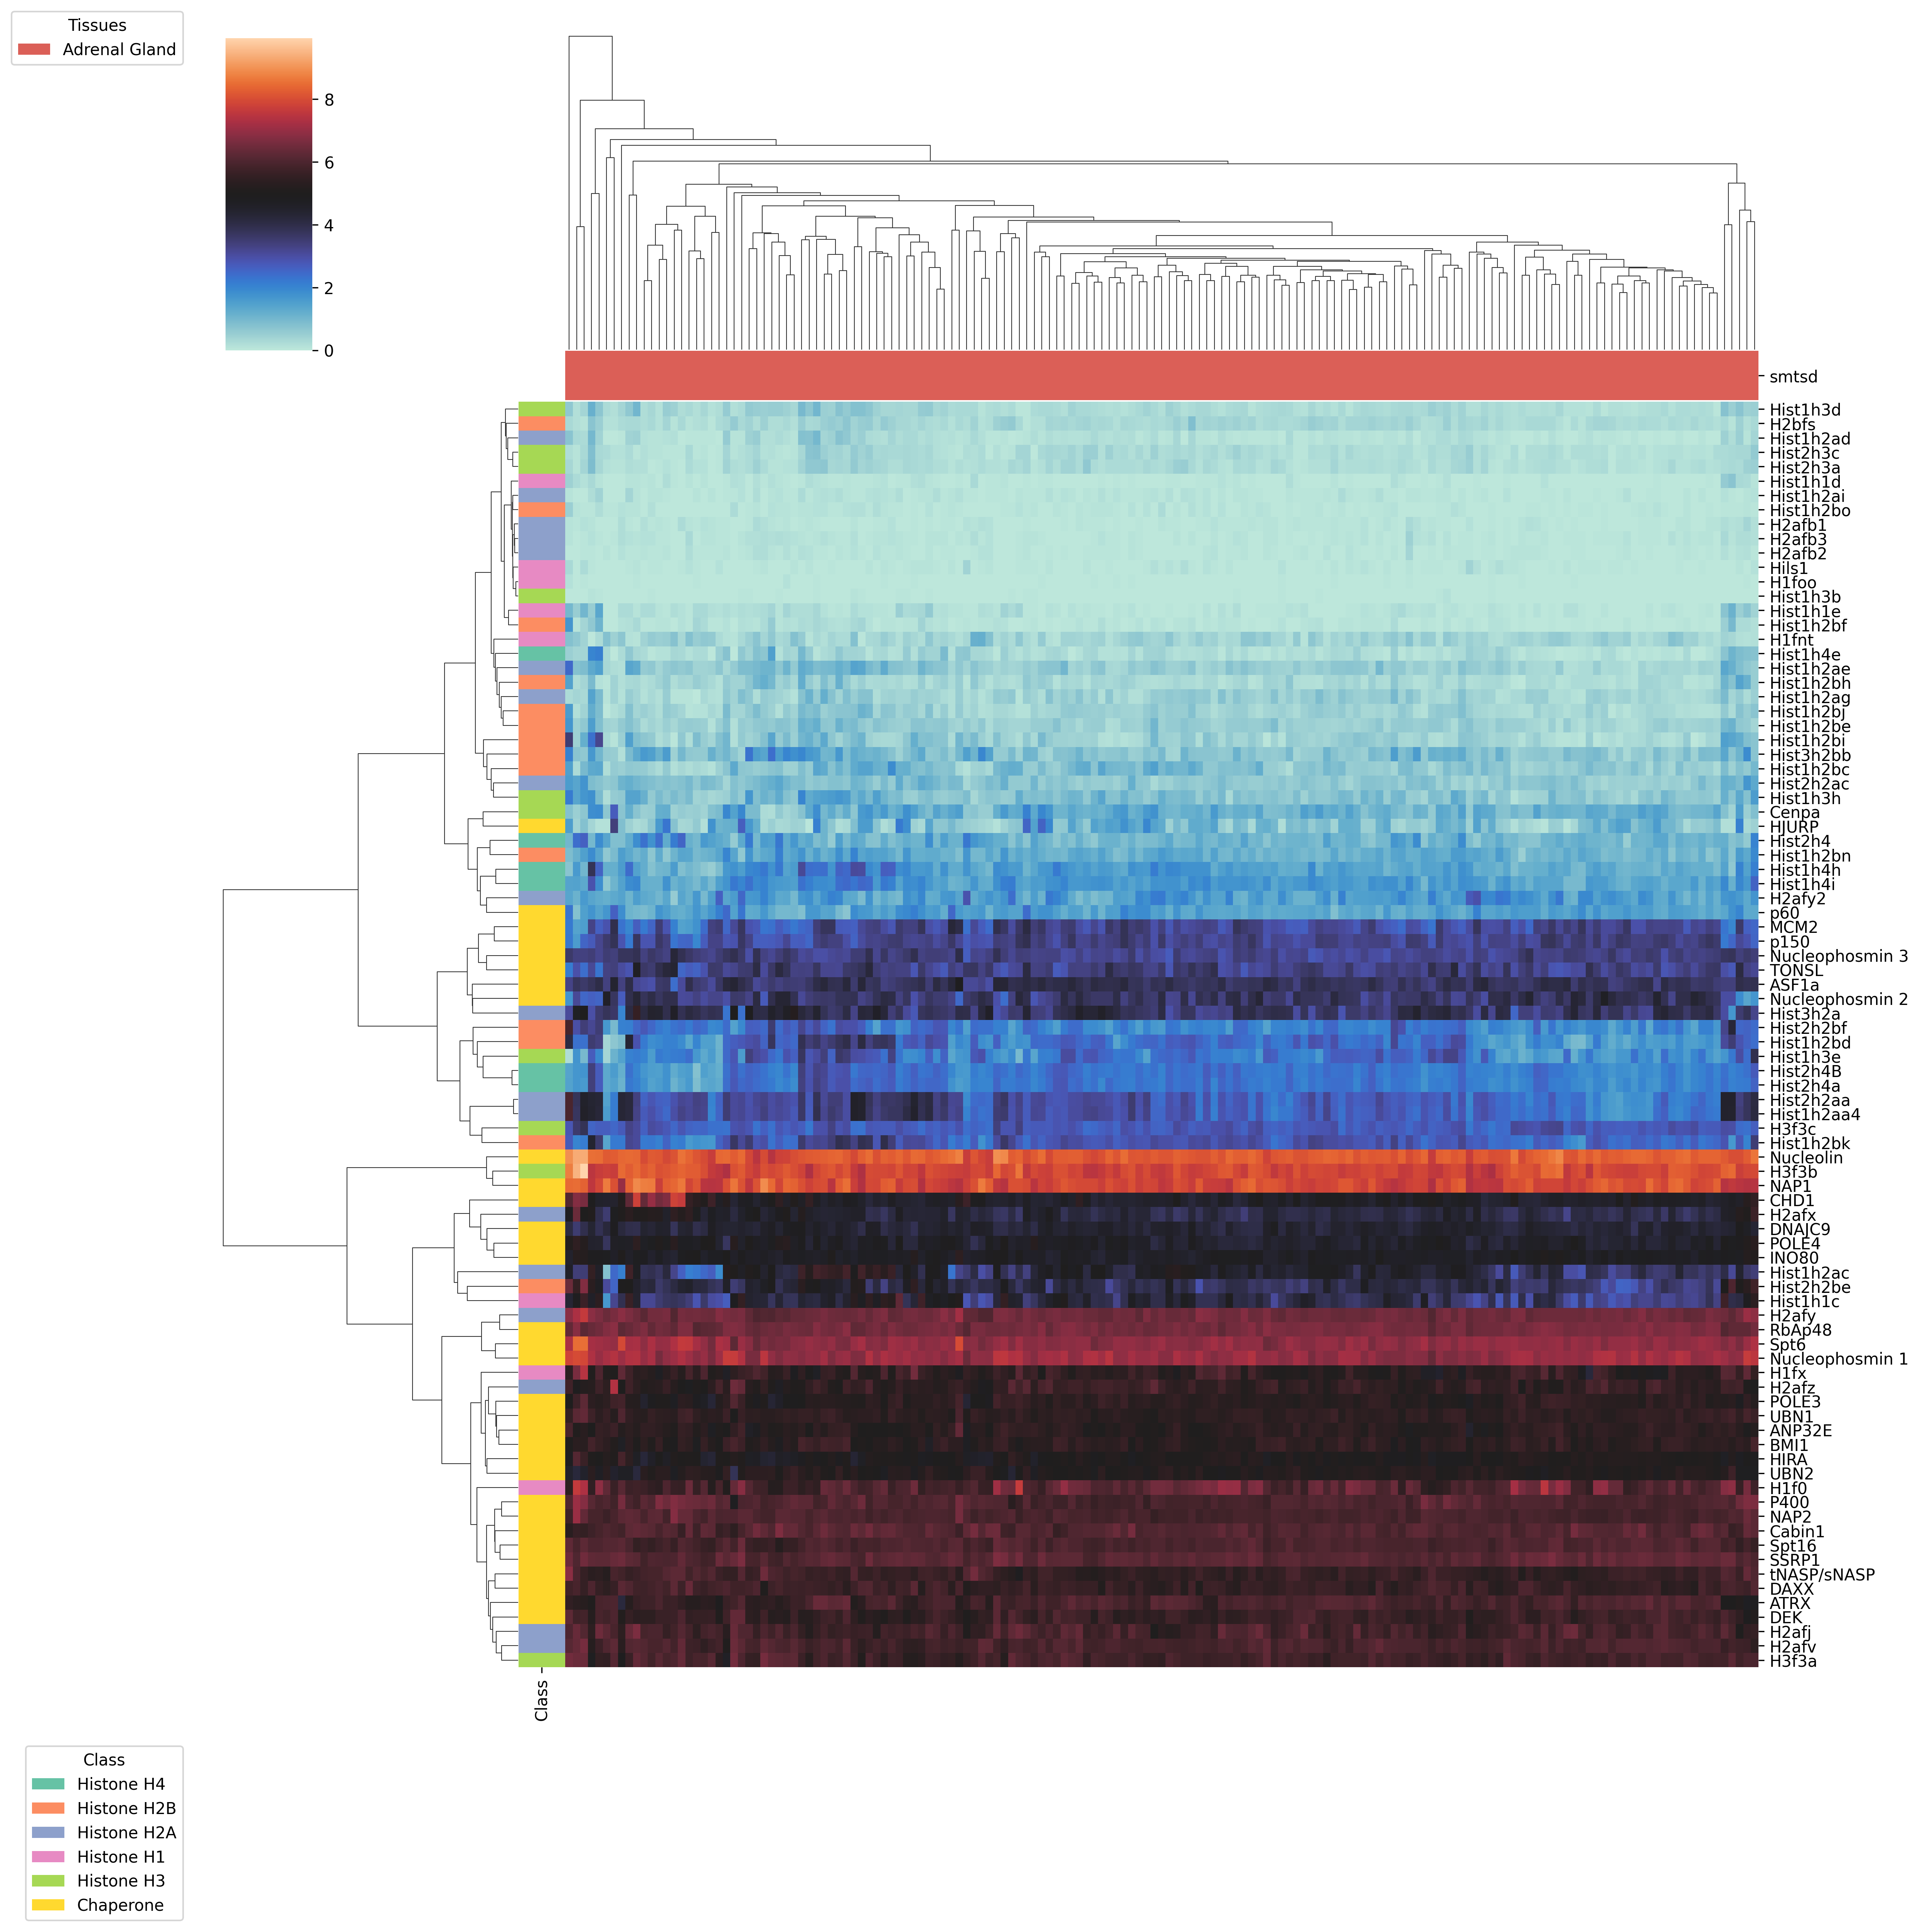 Tissues
Adrenal Gland
8
6
4
2
0
smtsd
Hist1h3d
H2bfs
Hist1h2ad
Hist2h3c
Hist2h3a
Hist1h1d
Hist1h2ai
Hist1h2bo
H2afb1
H2afb3
H2afb2
Hils1
H1foo
Hist1h3b
Hist1h1e
Hist1h2bf
H1fnt
Hist1h4e
Hist1h2ae
Hist1h2bh
Hist1h2ag
Hist1h2bj
Hist1h2be
Hist1h2bi
Hist3h2bb
Hist1h2bc
Hist2h2ac
Hist1h3h
Cenpa
HJURP
Hist2h4
Hist1h2bn
Hist1h4h
Hist1h4i
H2afy2
p60
MCM2
p150
Nucleophosmin 3
TONSL
ASF1a
Nucleophosmin 2
Hist3h2a
Hist2h2bf
Hist1h2bd
Hist1h3e
Hist2h4B
Hist2h4a
Hist2h2aa
Hist1h2aa4
H3f3c
Hist1h2bk
Nucleolin
H3f3b
NAP1
CHD1
H2afx
DNAJC9
POLE4
INO80
Hist1h2ac
Hist2h2be
Hist1h1c
H2afy
RbAp48
Spt6
Nucleophosmin 1
H1fx
H2afz
POLE3
UBN1
ANP32E
BMI1
HIRA
UBN2
H1f0
P400
NAP2
Cabin1
Spt16
SSRP1
tNASP/sNASP
DAXX
ATRX
DEK
H2afj
H2afv
H3f3a
Class
Class
Histone H4
Histone H2B
Histone H2A
Histone H1
Histone H3
Chaperone